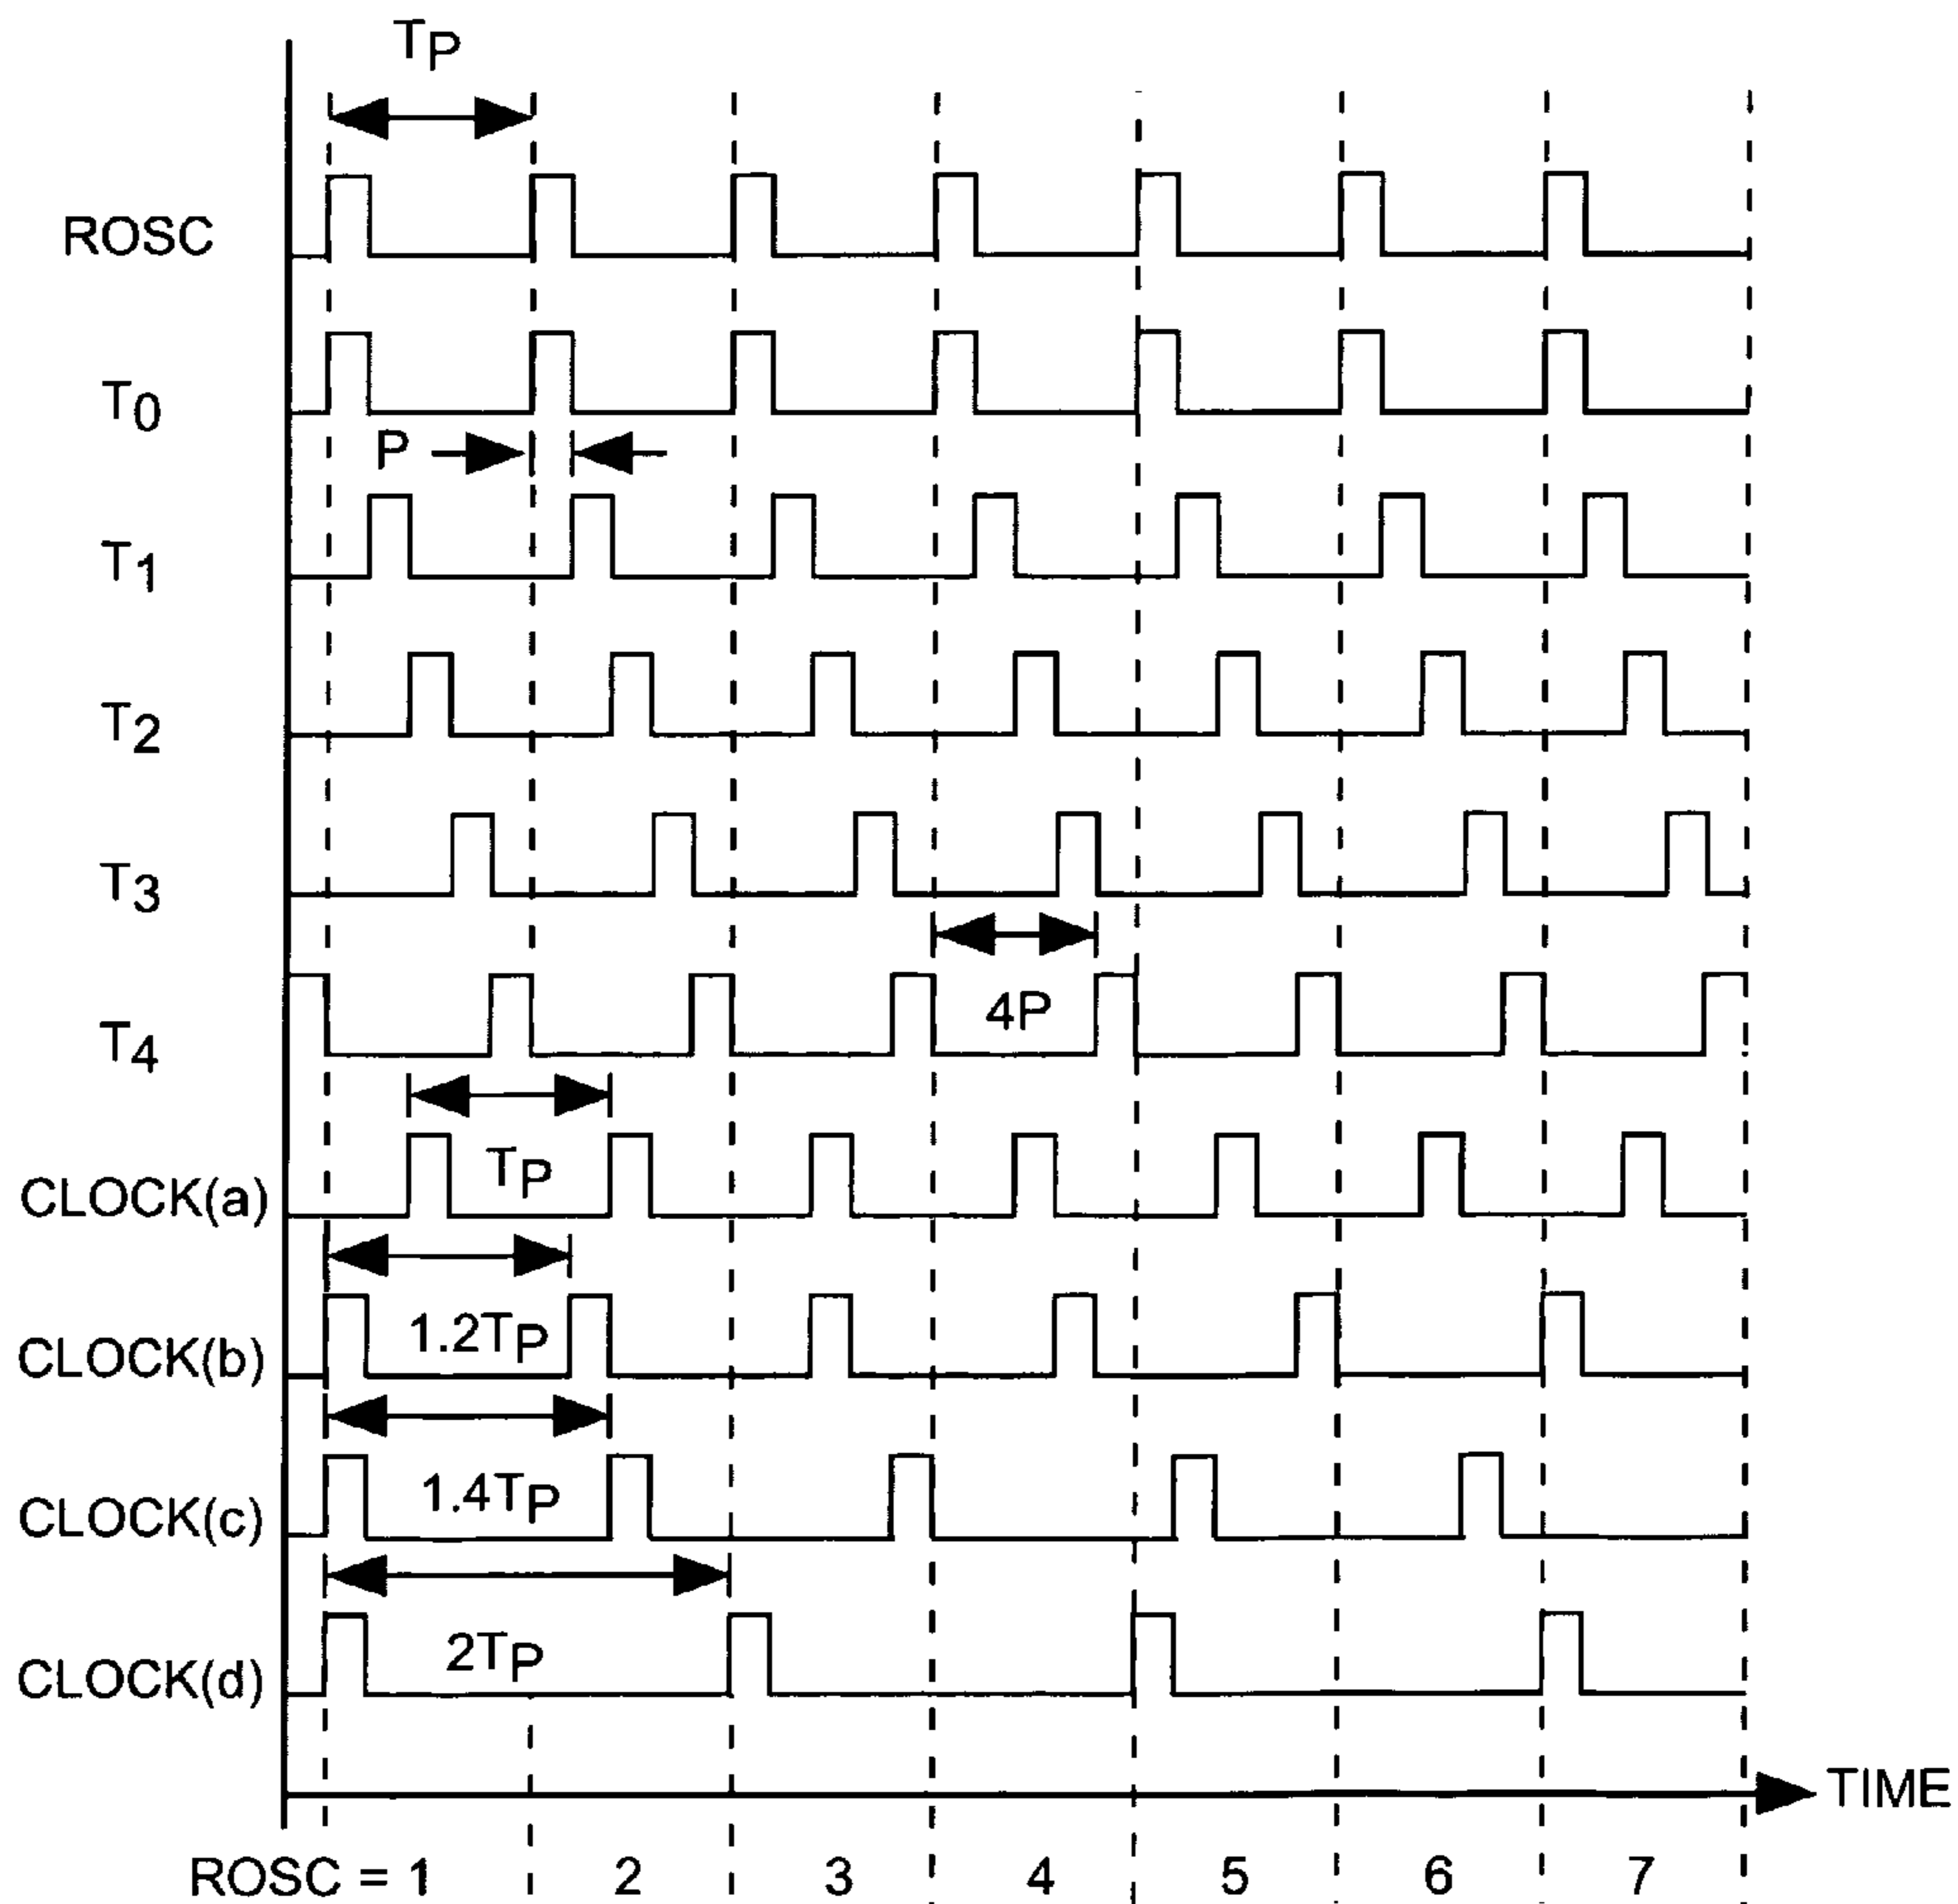 TP
ROSC
T0
P
T1
T2
T3
4P
T4
TP
CLOCK(a)
1.2TP
CLOCK(b)
1.4TP
CLOCK(c)
2TP
CLOCK(d)
TIME
ROSC = 1 2 3 4 5 6 7